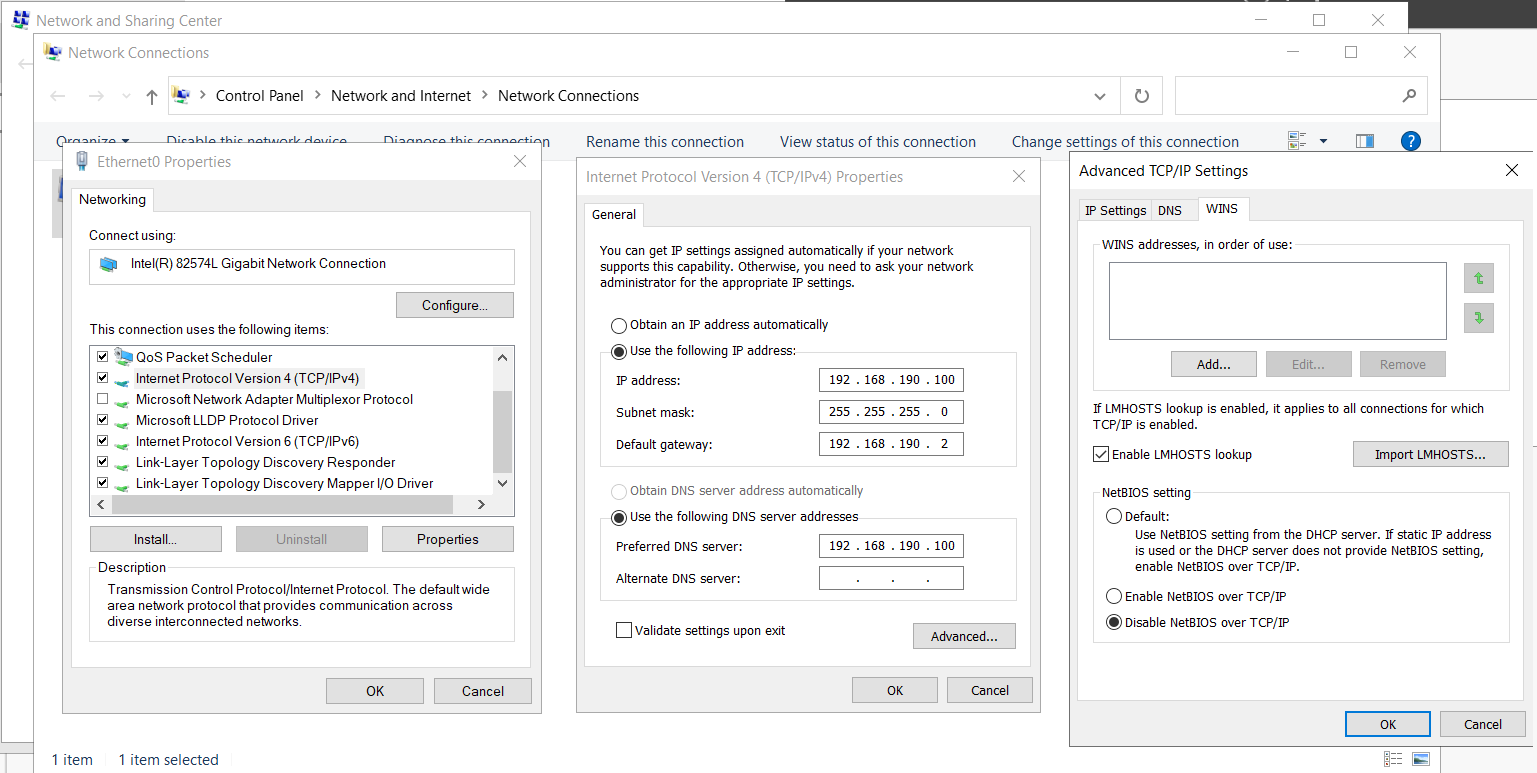 Network and Sharing Center
Network Connections
Control Panel > Network and Internet > Network Connections
Organize Disable this network device Diagnose this connection Rename this connection View status of this connection Change settings of this connection
Ethernet0 Properties
Networking
Connect using:
Intel(R) 82574L Gigabit Network Connection
Configure...
This connection uses the following items:
QoS Packet Scheduler
Internet Protocol Version 4 (TCP/IPv4)
Microsoft Network Adapter Multiplexor Protocol
Microsoft LLDP Protocol Driver
Internet Protocol Version 6 (TCP/IPv6)
Link-Layer Topology Discovery Responder
Link-Layer Topology Discovery Mapper I/O Driver
Install... Uninstall Properties
Description
Transmission Control Protocol/Internet Protocol. The default wide
area network protocol that provides communication across
diverse interconnected networks.
OK Cancel
Internet Protocol Version 4 (TCP/IPv4) Properties
General
You can get IP settings assigned automatically if your network
supports this capability. Otherwise, you need to ask your network
administrator for the appropriate IP settings.
Obtain an IP address automatically
Use the following IP address:
IP address: 192 . 168 . 190 . 100
Subnet mask: 255 . 255 . 255 . 0
Default gateway: 192 . 168 . 190 . 2
Obtain DNS server address automatically
Use the following DNS server addresses
Preferred DNS server: 192 . 168 . 190 . 100
Alternate DNS server: . . .
Validate settings upon exit
Advanced...
OK Cancel
Advanced TCP/IP Settings
IP Settings DNS WINS
WINS addresses, in order of use:
Add... Edit... Remove
If LMHOSTS lookup is enabled, it applies to all connections for which
TCP/IP is enabled.
Enable LMHOSTS lookup Import LMHOSTS...
NetBIOS setting
Default:
Use NetBIOS setting from the DHCP server. If static IP address
is used or the DHCP server does not provide NetBIOS setting,
enable NetBIOS over TCP/IP.
Enable NetBIOS over TCP/IP
Disable NetBIOS over TCP/IP
OK Cancel
1 item 1 item selected